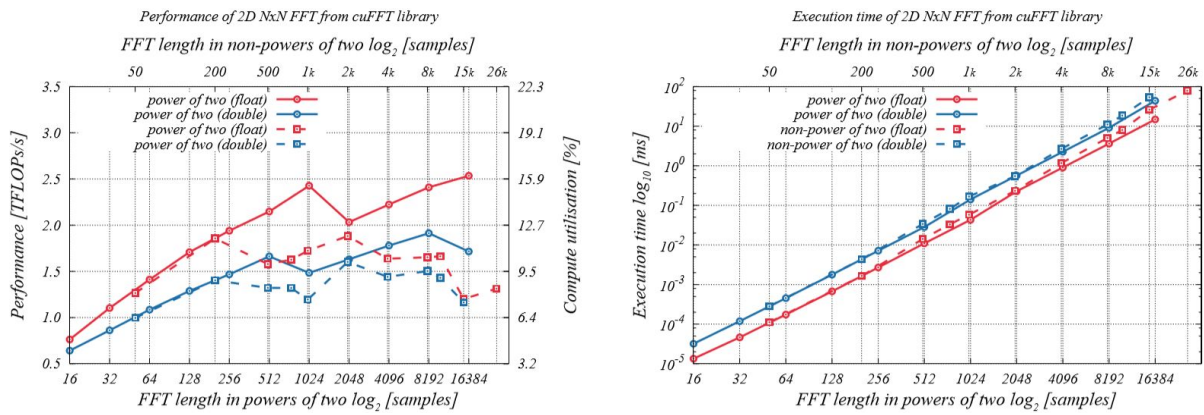 Performance of 2D NxN FFT from cuFFT library
FFT length in non-powers of two log2 [samples]
50 200 500 1k 2k 4k 8k 15k 26k
3.5 22.3
power of two (float)
power of two (double)
power of two (float)
power of two (double)
3.0 19.1
2.5 15.9
2.0 12.7
1.5 9.5
1.0 6.4
0.5 3.2
Performance [TFLOPs/s]
Compute utilisation [%]
16 32 64 128 256 512 1024 2048 4096 8192 16384
FFT length in powers of two log2 [samples]
Execution time of 2D NxN FFT from cuFFT library
FFT length in non-powers of two log2 [samples]
50 200 500 1k 2k 4k 8k 15k 26k
power of two (float)
power of two (double)
non-power of two (float)
non-power of two (double)
10^2
10^1
10^0
10^-1
10^-2
10^-3
10^-4
10^-5
Execution time log10 [ms]
16 32 64 128 256 512 1024 2048 4096 8192 16384
FFT length in powers of two log2 [samples]